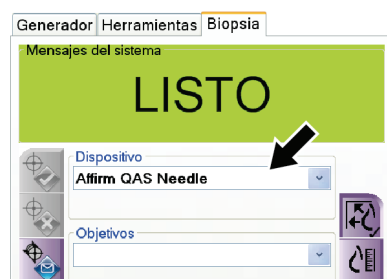 Generador Herramientas Biopsia
Mensajes del sistema
LISTO
Dispositivo
Affirm QAS Needle
Objetivos